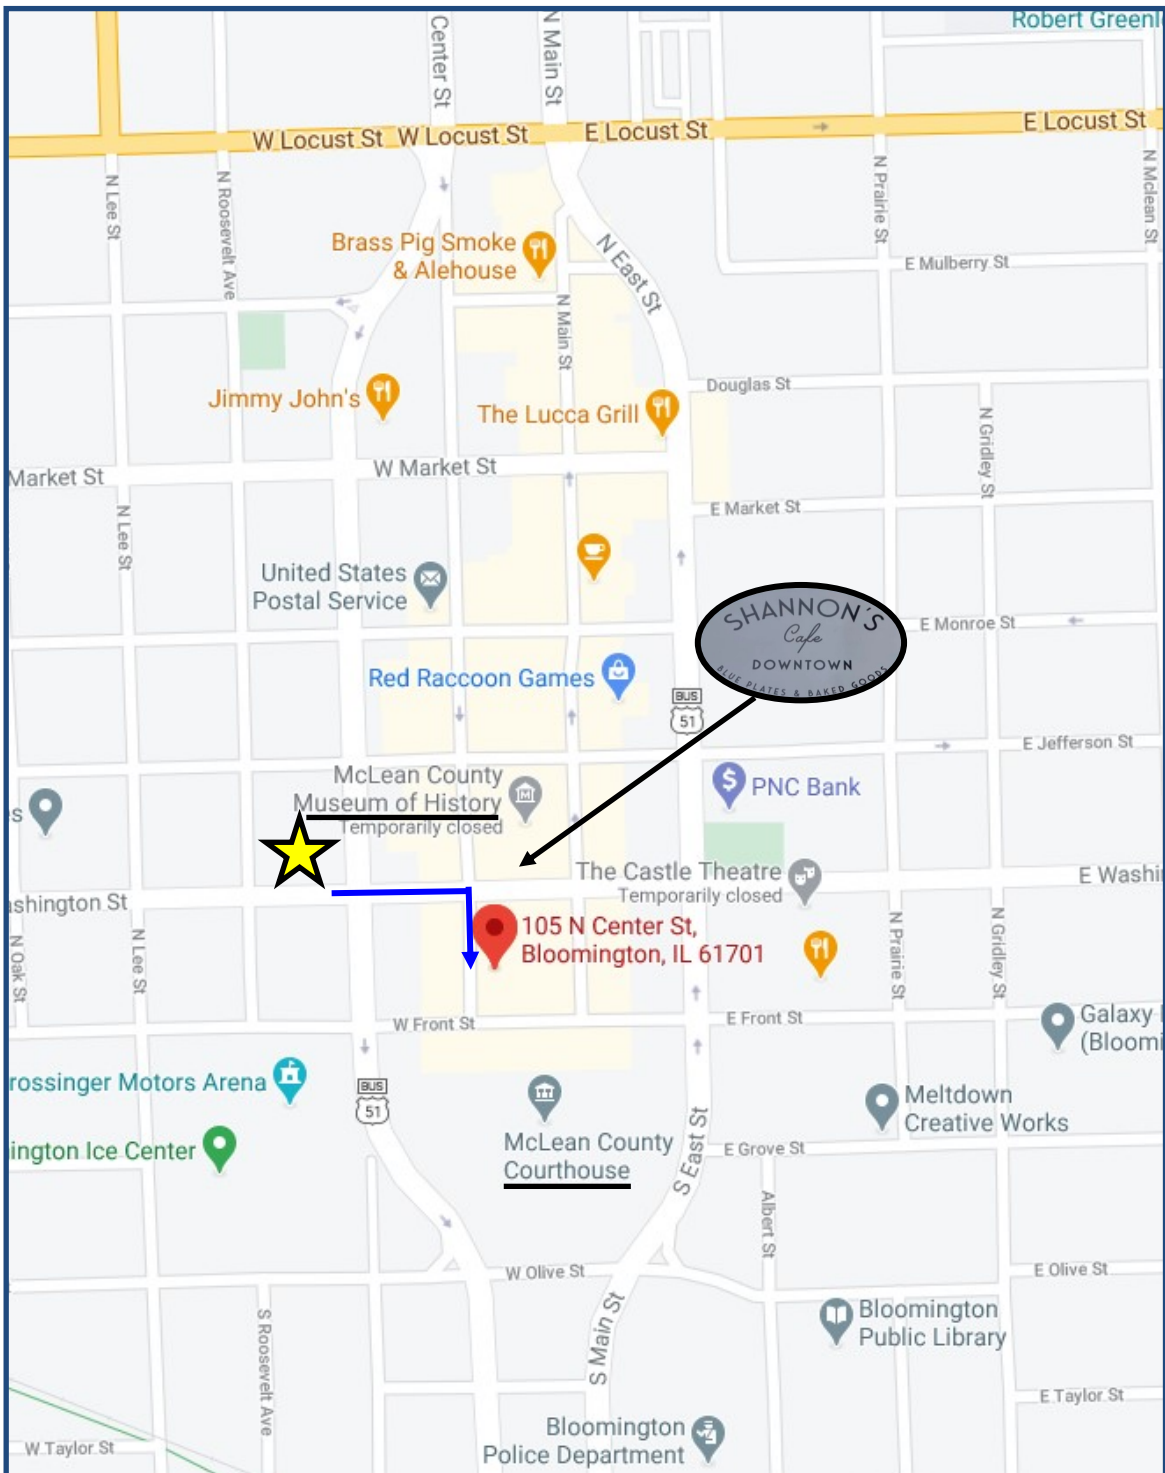 Robert Greenl
Center St
N Main St
W Locust St
W Locust St
E Locust St
E Locust St
N Lee St
N Roosevelt Ave
N Prairie St
N Mclean St
Brass Pig Smoke
& Alehouse
N East St
E Mulberry St
N Main St
Jimmy John's
The Lucca Grill
Douglas St
N Gridley St
Market St
W Market St
E Market St
N Lee St
United States
Postal Service
SHANNON'S
Cafe
DOWNTOWN
BLUE PLATES & BAKED GOODS
E Monroe St
Red Raccoon Games
BUS
51
E Jefferson St
McLean County
Museum of History
Temporarily closed
PNC Bank
s
The Castle Theatre
Temporarily closed
E Washi
ashington St
105 N Center St,
Bloomington, IL 61701
N Oak St
N Lee St
N Prairie St
N Gridley St
W Front St
E Front St
Galaxy
(Bloomi
rossinger Motors Arena
BUS
51
Meltdown
Creative Works
ington Ice Center
McLean County
Courthouse
S East St
E Grove St
Albert St
W Olive St
E Olive St
S Roosevelt Ave
S Main St
Bloomington
Public Library
E Taylor St
W Taylor St
Bloomington
Police Department